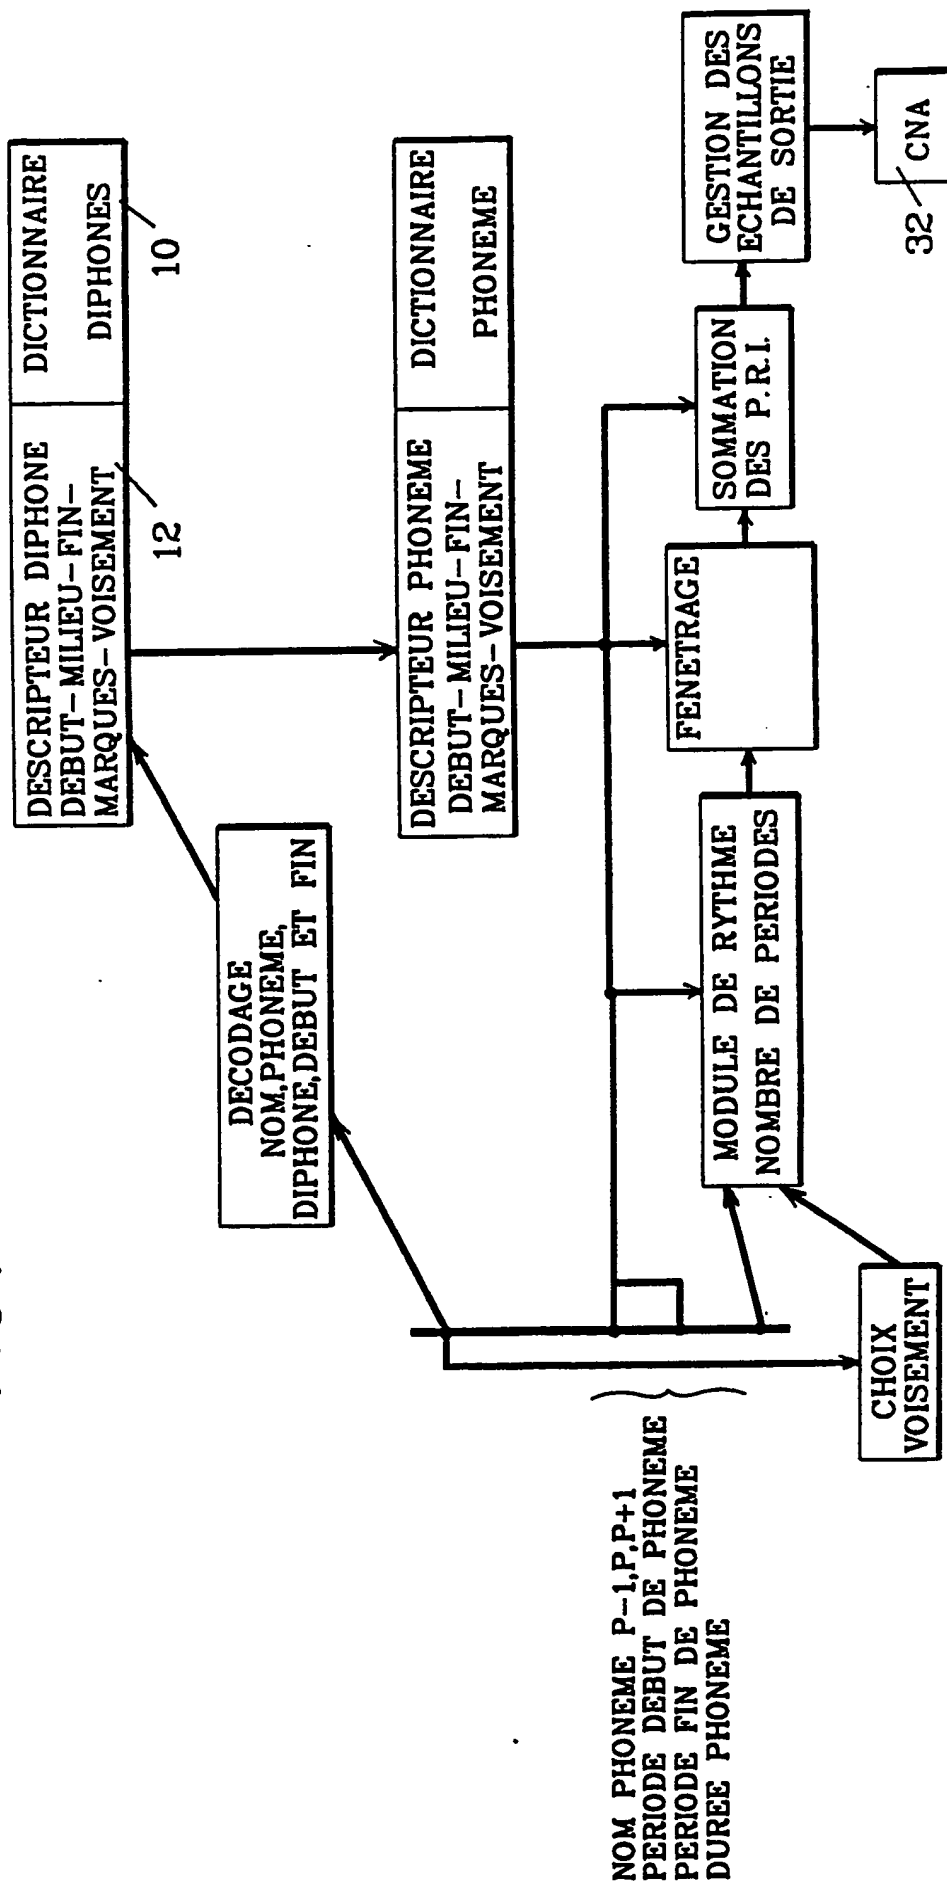 DESCRIPTEUR DIPHONE
DEBUT-MILIEU-FIN-
MARQUES-VOISEMENT
DICTIONNAIRE
DIPHONES
12
10
DECODAGE
NOM,PHONEME,
DIPHONE,DEBUT ET FIN
DESCRIPTEUR PHONEME
DEBUT-MILIEU-FIN-
MARQUES-VOISEMENT
DICTIONNAIRE
PHONEME
NOM PHONEME P-1,P,P+1
PERIODE DEBUT DE PHONEME
PERIODE FIN DE PHONEME
DUREE PHONEME
CHOIX
VOISEMENT
MODULE DE RYTHME
NOMBRE DE PERIODES
FENETRAGE
SOMMATION
DES P.R.I.
GESTION DES
ECHANTILLONS
DE SORTIE
32
CNA